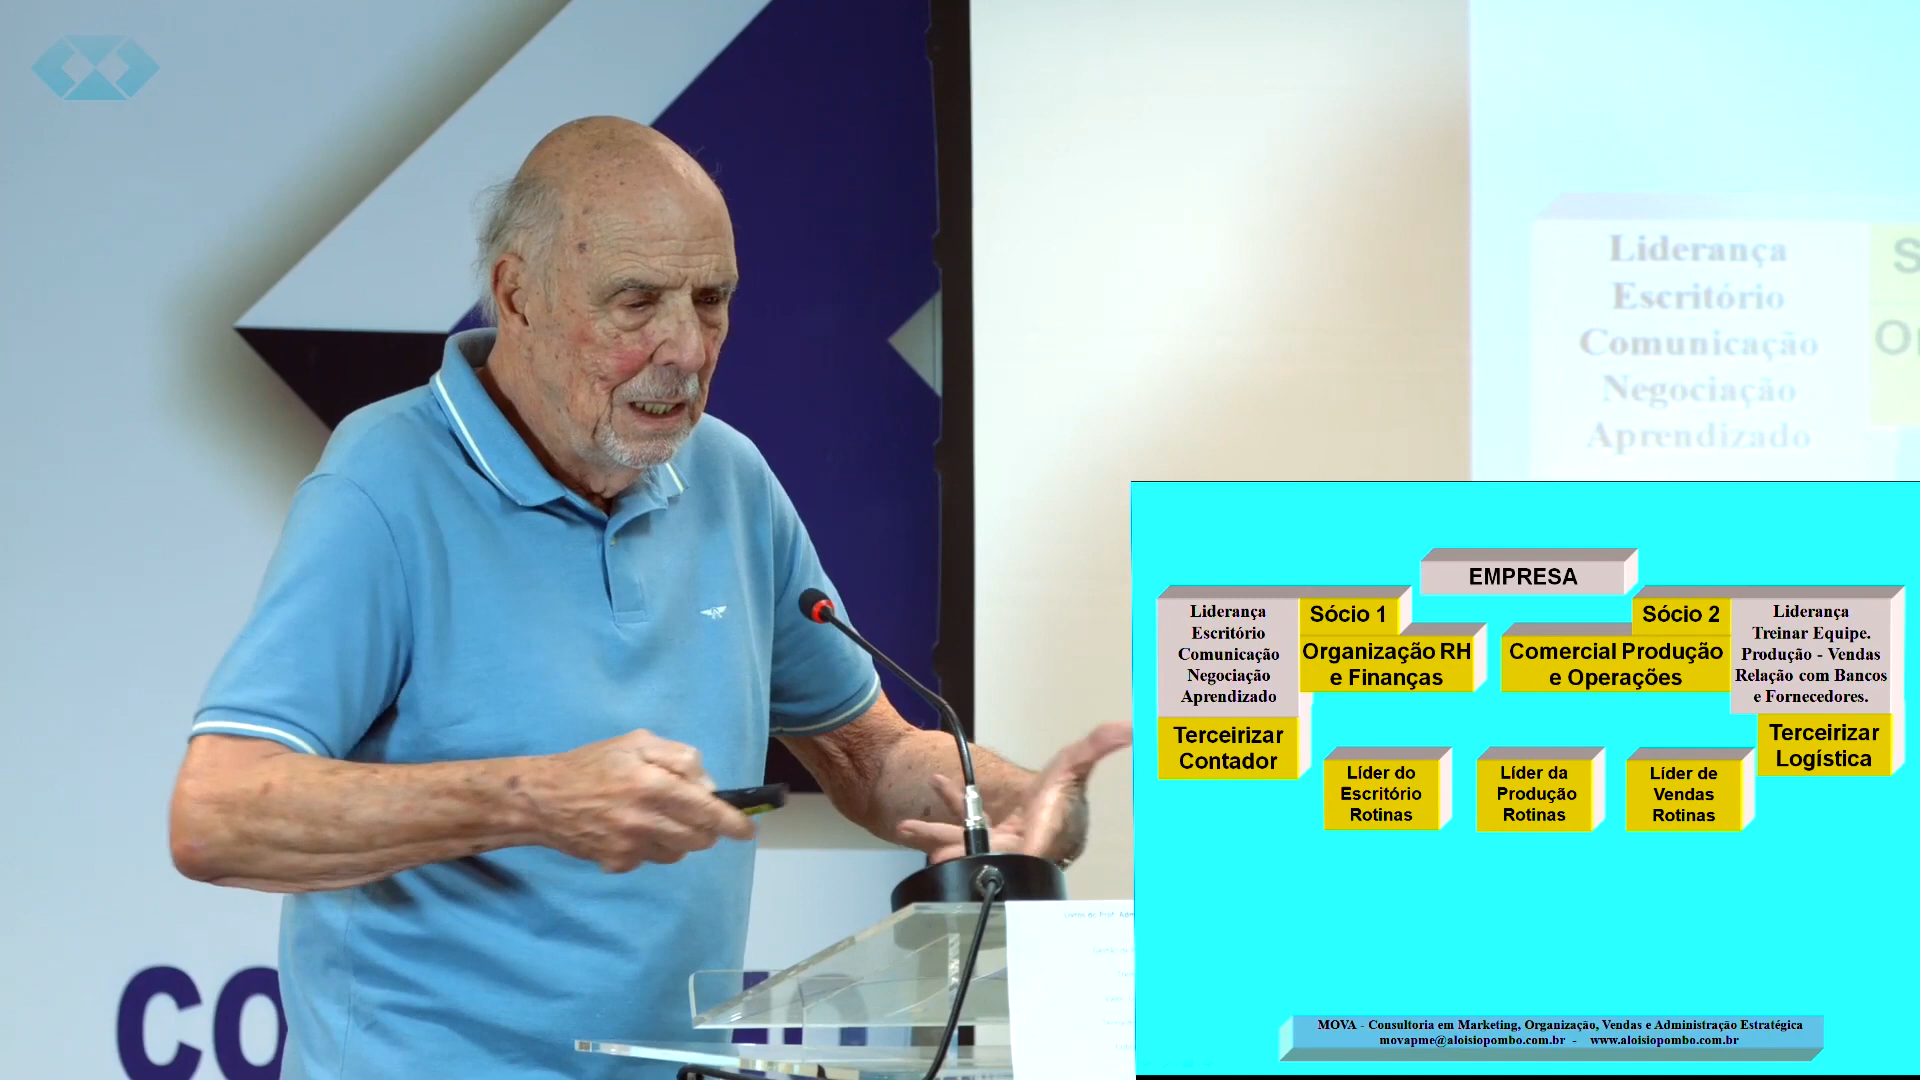 Liderança
Escritório
Comunicação
Negociação
Aprendizado
EMPRESA
Liderança
Escritório
Comunicação
Negociação
Aprendizado
Sócio 1
Organização RH
e Finanças
Terceirizar
Contador
Sócio 2
Comercial Produção
e Operações
Liderança
Treinar Equipe.
Produção - Vendas
Relação com Bancos
e Fornecedores.
Terceirizar
Logística
Líder do
Escritório
Rotinas
Líder da
Produção
Rotinas
Líder de
Vendas
Rotinas
MOVA - Consultoria em Marketing, Organização, Vendas e Administração Estratégica
movapme@aloisiopombo.com.br - www.aloisiopombo.com.br
CO